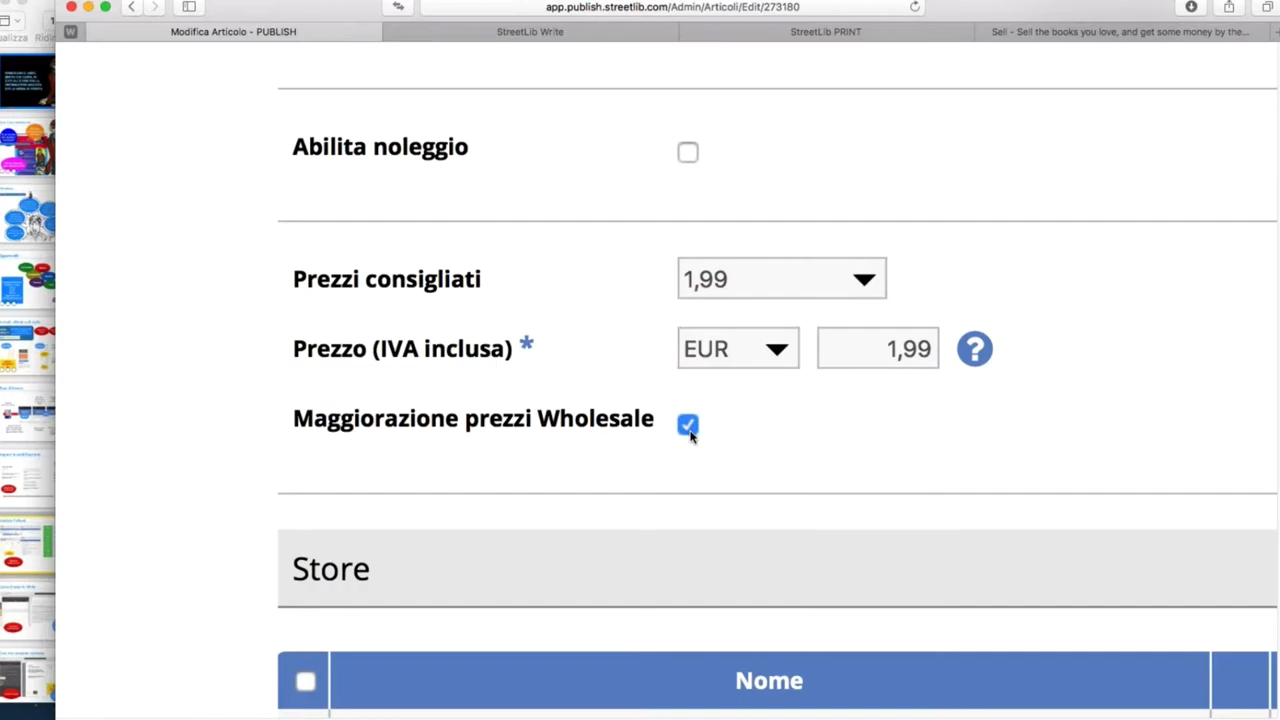 app.publish.streetlib.com/Admin/Articoli/Edit/273180
W
Modifica Articolo - PUBLISH
StreetLib Write
StreetLib PRINT
Sell - Sell the books you love, and get some money by the...
Abilita noleggio
Prezzi consigliati
1,99
Prezzo (IVA inclusa) *
EUR
1,99
?
Maggiorazione prezzi Wholesale
Store
Nome